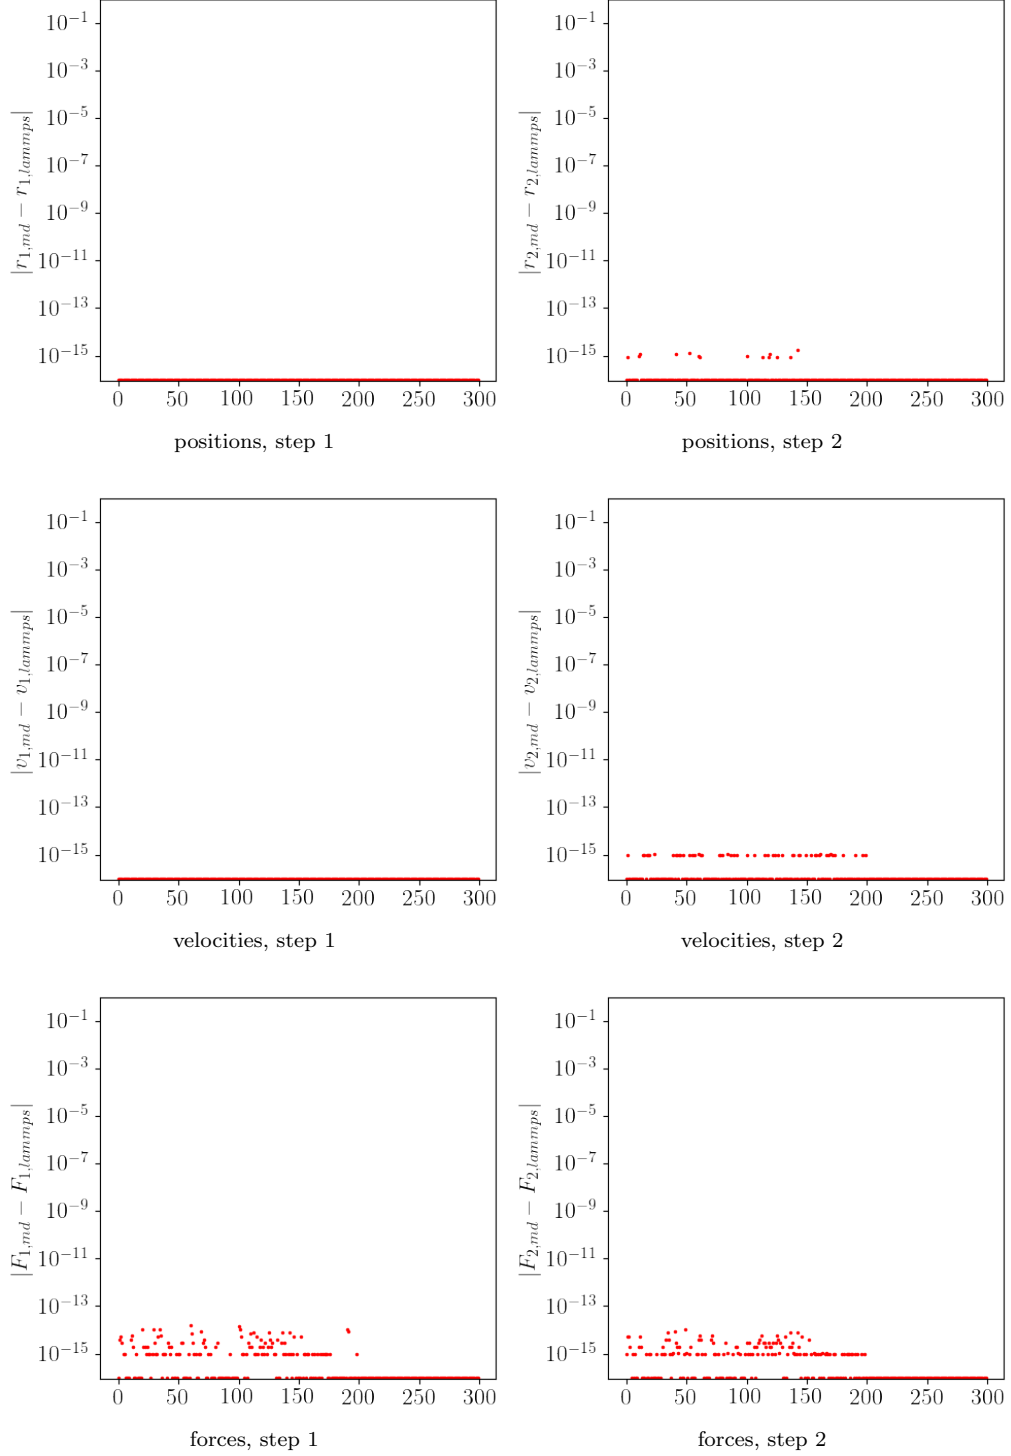 10^{-1} 10^{-1}
10^{-3} 10^{-3}
10^{-5} 10^{-5}
10^{-7} 10^{-7}
10^{-9} 10^{-9}
10^{-11} 10^{-11}
10^{-13} 10^{-13}
10^{-15} 10^{-15}
|r_{1,md} − r_{1,lammps}| |r_{2,md} − r_{2,lammps}|
0 50 100 150 200 250 300 0 50 100 150 200 250 300
positions, step 1 positions, step 2
10^{-1} 10^{-1}
10^{-3} 10^{-3}
10^{-5} 10^{-5}
10^{-7} 10^{-7}
10^{-9} 10^{-9}
10^{-11} 10^{-11}
10^{-13} 10^{-13}
10^{-15} 10^{-15}
|v_{1,md} − v_{1,lammps}| |v_{2,md} − v_{2,lammps}|
0 50 100 150 200 250 300 0 50 100 150 200 250 300
velocities, step 1 velocities, step 2
10^{-1} 10^{-1}
10^{-3} 10^{-3}
10^{-5} 10^{-5}
10^{-7} 10^{-7}
10^{-9} 10^{-9}
10^{-11} 10^{-11}
10^{-13} 10^{-13}
10^{-15} 10^{-15}
|F_{1,md} − F_{1,lammps}| |F_{2,md} − F_{2,lammps}|
0 50 100 150 200 250 300 0 50 100 150 200 250 300
forces, step 1 forces, step 2